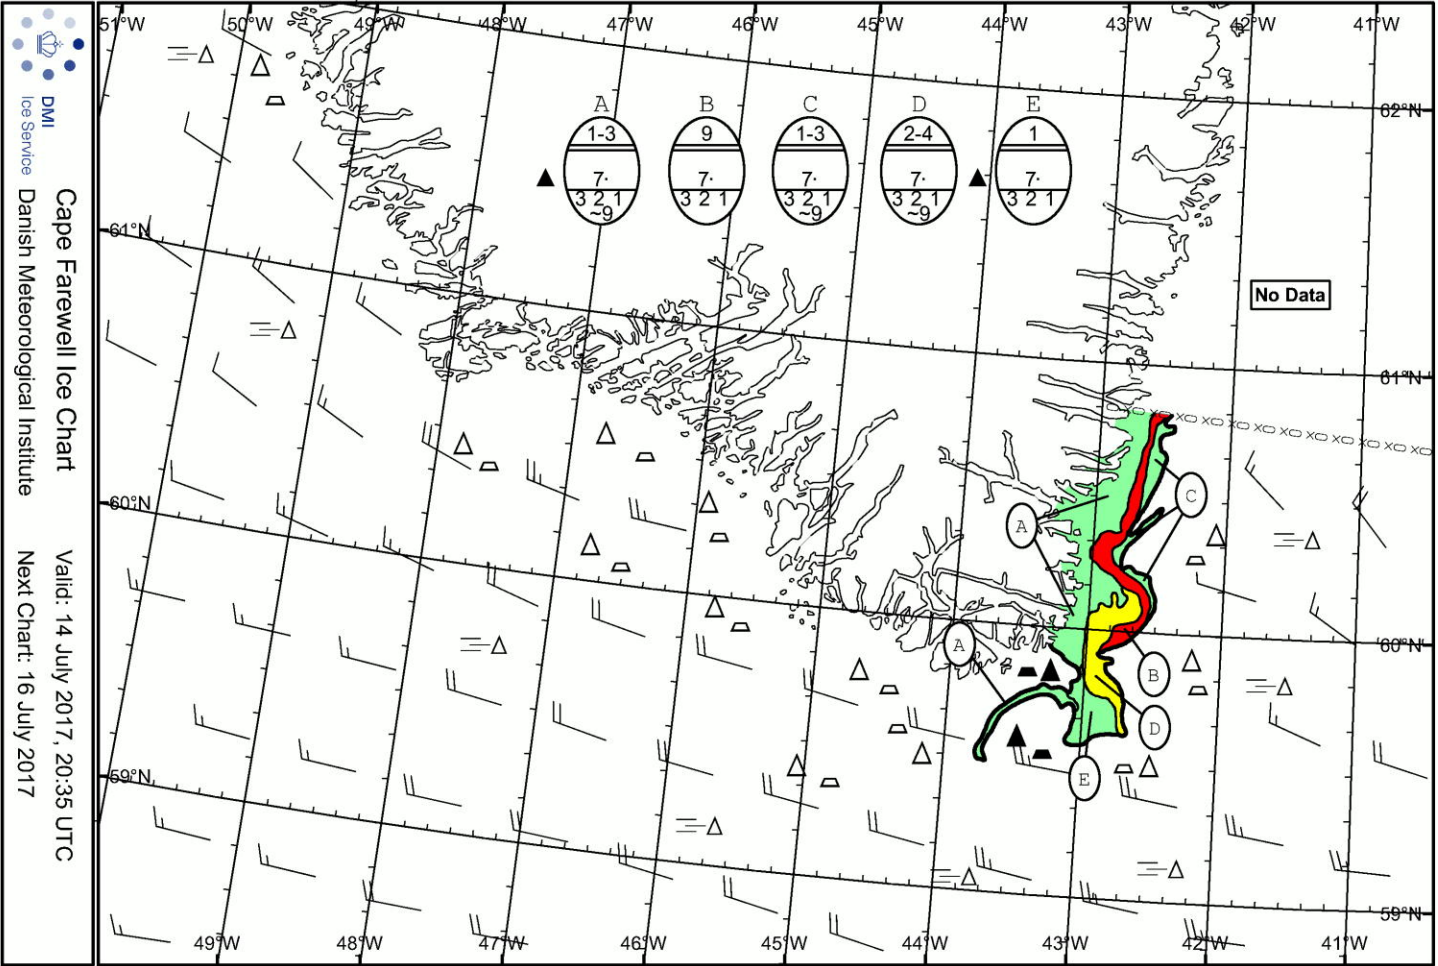 DMI
Ice Service
Cape Farewell Ice Chart
Danish Meteorological Institute
Valid: 14 July 2017, 20:35 UTC
Next Chart: 16 July 2017
51°W 50°W 49°W 48°W 47°W 46°W 45°W 44°W 43°W 42°W 41°W
62°N
A B C D E
1-3 9 1-3 2-4 1
7· 7· 7· 7· 7·
3 2 1 3 2 1 3 2 1 3 2 1 3 2 1
~9 ~9 ~9
61°N
No Data
61°N
C
60°N
A
A
60°N
B
D
59°N
E
59°N
49°W 48°W 47°W 46°W 45°W 44°W 43°W 42°W 41°W